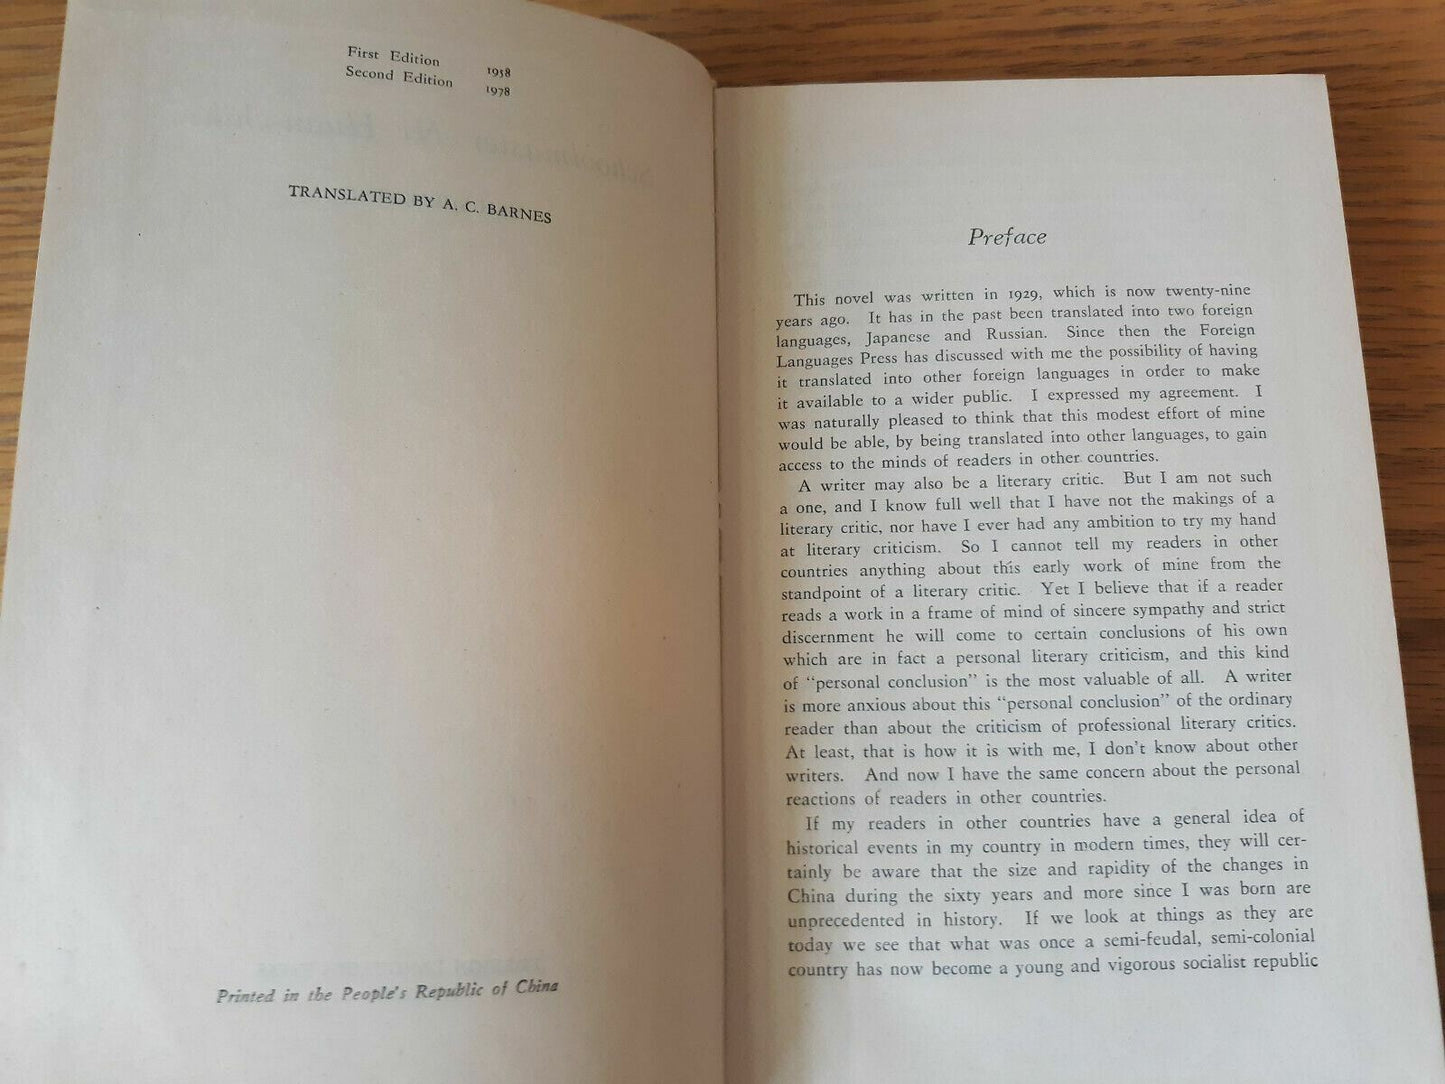 First Edition 1958
Second Edition 1978
TRANSLATED BY A. C. BARNES
Printed in the People's Republic of China
Preface
This novel was written in 1929, which is now twenty-nine
years ago. It has in the past been translated into two foreign
languages, Japanese and Russian. Since then the Foreign
Languages Press has discussed with me the possibility of having
it translated into other foreign languages in order to make
it available to a wider public. I expressed my agreement. I
was naturally pleased to think that this modest effort of mine
would be able, by being translated into other languages, to gain
access to the minds of readers in other countries.
A writer may also be a literary critic. But I am not such
a one, and I know full well that I have not the makings of a
literary critic, nor have I ever had any ambition to try my hand
at literary criticism. So I cannot tell my readers in other
countries anything about this early work of mine from the
standpoint of a literary critic. Yet I believe that if a reader
reads a work in a frame of mind of sincere sympathy and strict
discernment he will come to certain conclusions of his own
which are in fact a personal literary criticism, and this kind
of "personal conclusion" is the most valuable of all. A writer
is more anxious about this "personal conclusion" of the ordinary
reader than about the criticism of professional literary critics.
At least, that is how it is with me, I don't know about other
writers. And now I have the same concern about the personal
reactions of readers in other countries.
If my readers in other countries have a general idea of
historical events in my country in modern times, they will cer-
tainly be aware that the size and rapidity of the changes in
China during the sixty years and more since I was born are
unprecedented in history. If we look at things as they are
today we see that what was once a semi-feudal, semi-colonial
country has now become a young and vigorous socialist republic